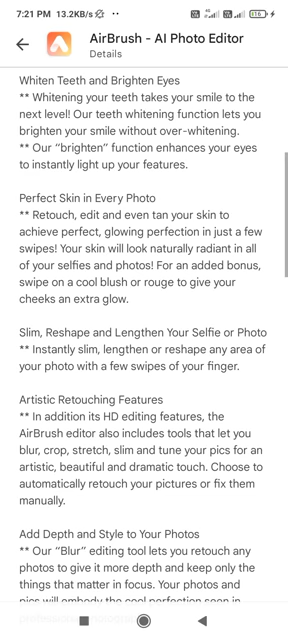 7:21 PM 13.2KB/s
16
AirBrush - AI Photo Editor
Details
Whiten Teeth and Brighten Eyes
** Whitening your teeth takes your smile to the
next level! Our teeth whitening function lets you
brighten your smile without over-whitening.
** Our “brighten” function enhances your eyes
to instantly light up your features.
Perfect Skin in Every Photo
** Retouch, edit and even tan your skin to
achieve perfect, glowing perfection in just a few
swipes! Your skin will look naturally radiant in all
of your selfies and photos! For an added bonus,
swipe on a cool blush or rouge to give your
cheeks an extra glow.
Slim, Reshape and Lengthen Your Selfie or Photo
** Instantly slim, lengthen or reshape any area of
your photo with a few swipes of your finger.
Artistic Retouching Features
** In addition its HD editing features, the
AirBrush editor also includes tools that let you
blur, crop, stretch, slim and tune your pics for an
artistic, beautiful and dramatic touch. Choose to
automatically retouch your pictures or fix them
manually.
Add Depth and Style to Your Photos
** Our “Blur” editing tool lets you retouch any
photos to give it more depth and keep only the
things that matter in focus. Your photos and
pics will embody the cool perfection seen in